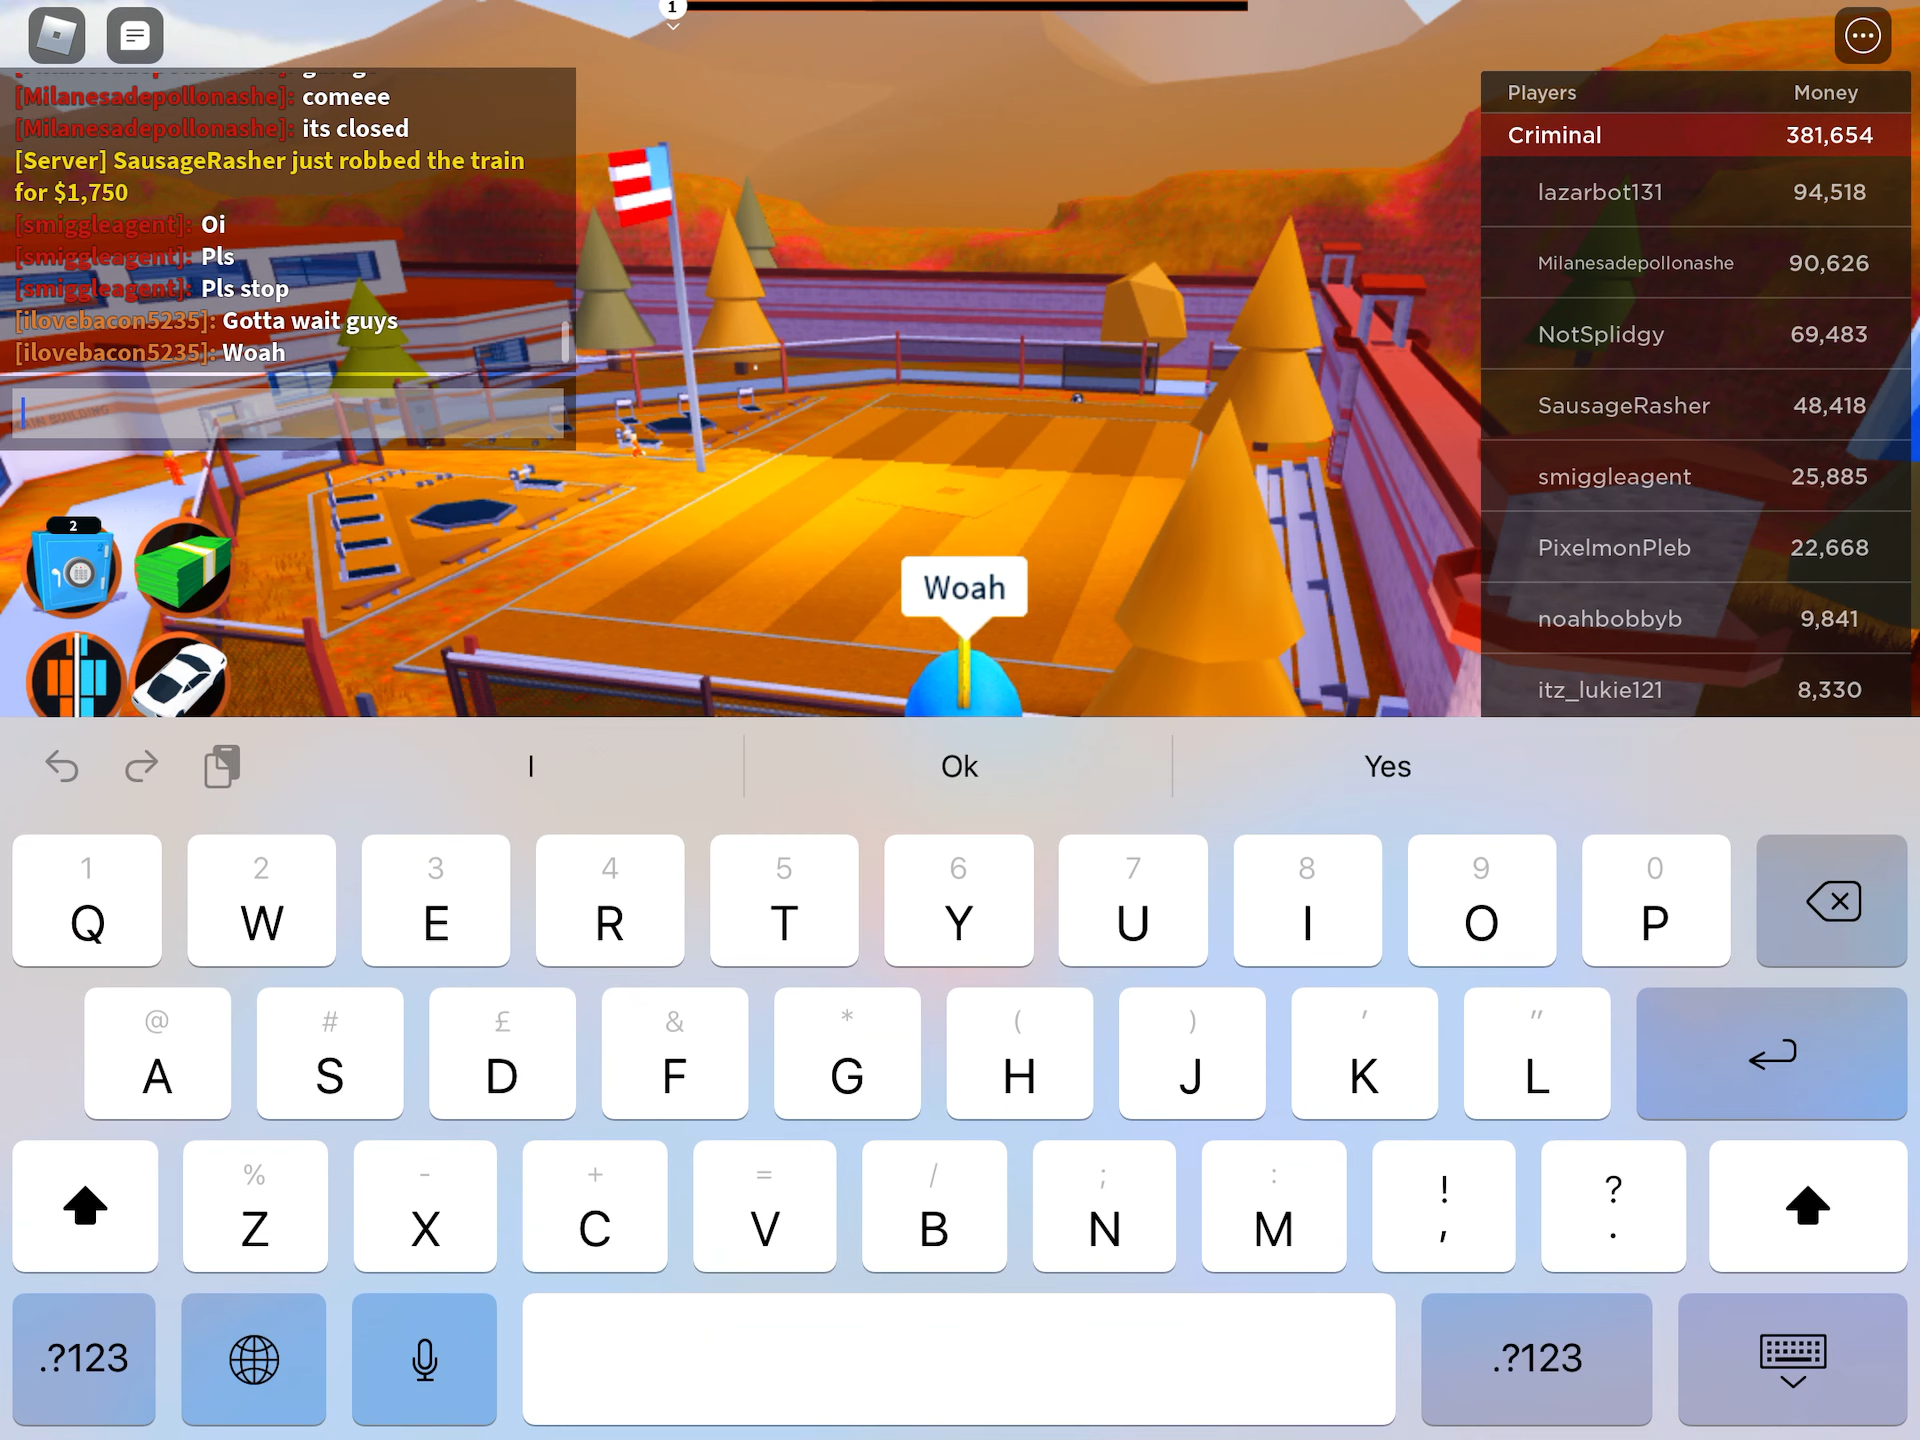 1
[Milanesadepollonashe]: comeee
[Milanesadepollonashe]: its closed
[Server] SausageRasher just robbed the train
for $1,750
[smiggleagent]: Oi
[smiggleagent]: Pls
[smiggleagent]: Pls stop
[ilovebacon5235]: Gotta wait guys
[ilovebacon5235]: Woah
BUILDING
Players Money
Criminal 381,654
lazarbot131 94,518
Milanesadepollonashe 90,626
NotSplidgy 69,483
SausageRasher 48,418
smiggleagent 25,885
PixelmonPleb 22,668
noahbobbyb 9,841
itz_lukie121 8,330
2
Woah
I Ok Yes
1 2 3 4 5 6 7 8 9 0
Q W E R T Y U I O P
@ # £ & * ( ) ' "
A S D F G H J K L
% - + = / ; : ! ?
Z X C V B N M , .
.?123 .?123